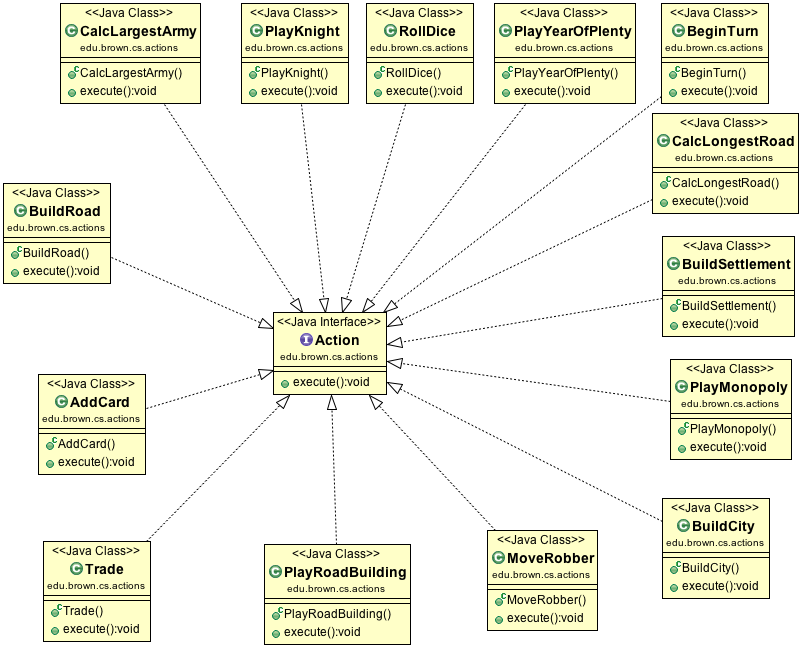 <<Java Class>>
CalcLargestArmy
edu.brown.cs.actions
CalcLargestArmy()
execute():void
<<Java Class>>
PlayKnight
edu.brown.cs.actions
PlayKnight()
execute():void
<<Java Class>>
RollDice
edu.brown.cs.actions
RollDice()
execute():void
<<Java Class>>
PlayYearOfPlenty
edu.brown.cs.actions
PlayYearOfPlenty()
execute():void
<<Java Class>>
BeginTurn
edu.brown.cs.actions
BeginTurn()
execute():void
<<Java Class>>
CalcLongestRoad
edu.brown.cs.actions
CalcLongestRoad()
execute():void
<<Java Class>>
BuildRoad
edu.brown.cs.actions
BuildRoad()
execute():void
<<Java Class>>
BuildSettlement
edu.brown.cs.actions
BuildSettlement()
execute():void
<<Java Interface>>
Action
edu.brown.cs.actions
execute():void
<<Java Class>>
PlayMonopoly
edu.brown.cs.actions
PlayMonopoly()
execute():void
<<Java Class>>
AddCard
edu.brown.cs.actions
AddCard()
execute():void
<<Java Class>>
BuildCity
edu.brown.cs.actions
BuildCity()
execute():void
<<Java Class>>
Trade
edu.brown.cs.actions
Trade()
execute():void
<<Java Class>>
PlayRoadBuilding
edu.brown.cs.actions
PlayRoadBuilding()
execute():void
<<Java Class>>
MoveRobber
edu.brown.cs.actions
MoveRobber()
execute():void